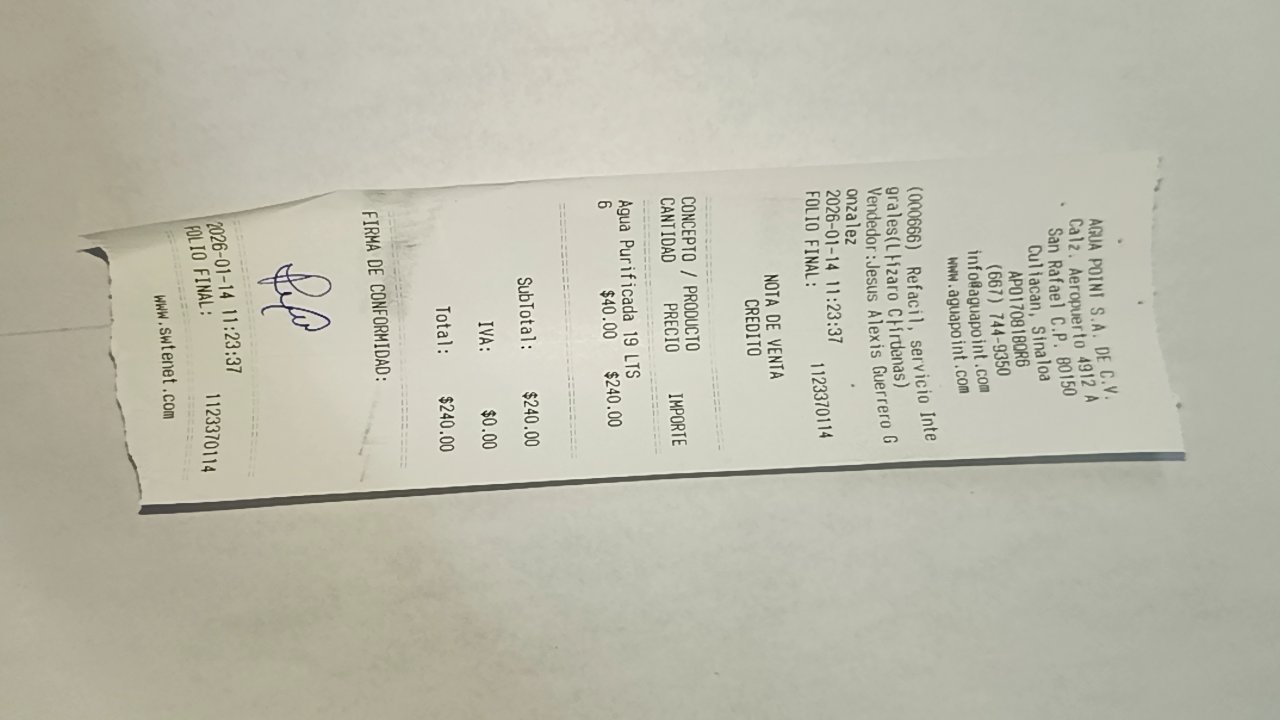 AGUA POINT S.A. DE C.V.
Calz. Aeropuerto 4912 A
San Rafael C.P. 80150
Culiacan, Sinaloa
APO170818QR6
(667) 744-9350
info@aguapoint.com
www.aguapoint.com
(000666) Refacil, servicio Inte
grales(L├ízaro C├írdenas)
Vendedor:Jesus Alexis Guerrero G
onzalez
2026-01-14 11:23:37 1123370114
FOLIO FINAL:
NOTA DE VENTA
CREDITO
CONCEPTO / PRODUCTO
CANTIDAD PRECIO IMPORTE
Agua Purificada 19 LTS
6 $40.00 $240.00
SubTotal: $240.00
IVA: $0.00
Total: $240.00
FIRMA DE CONFORMIDAD:
2026-01-14 11:23:37
FOLIO FINAL: 1123370114
www.swtenet.com